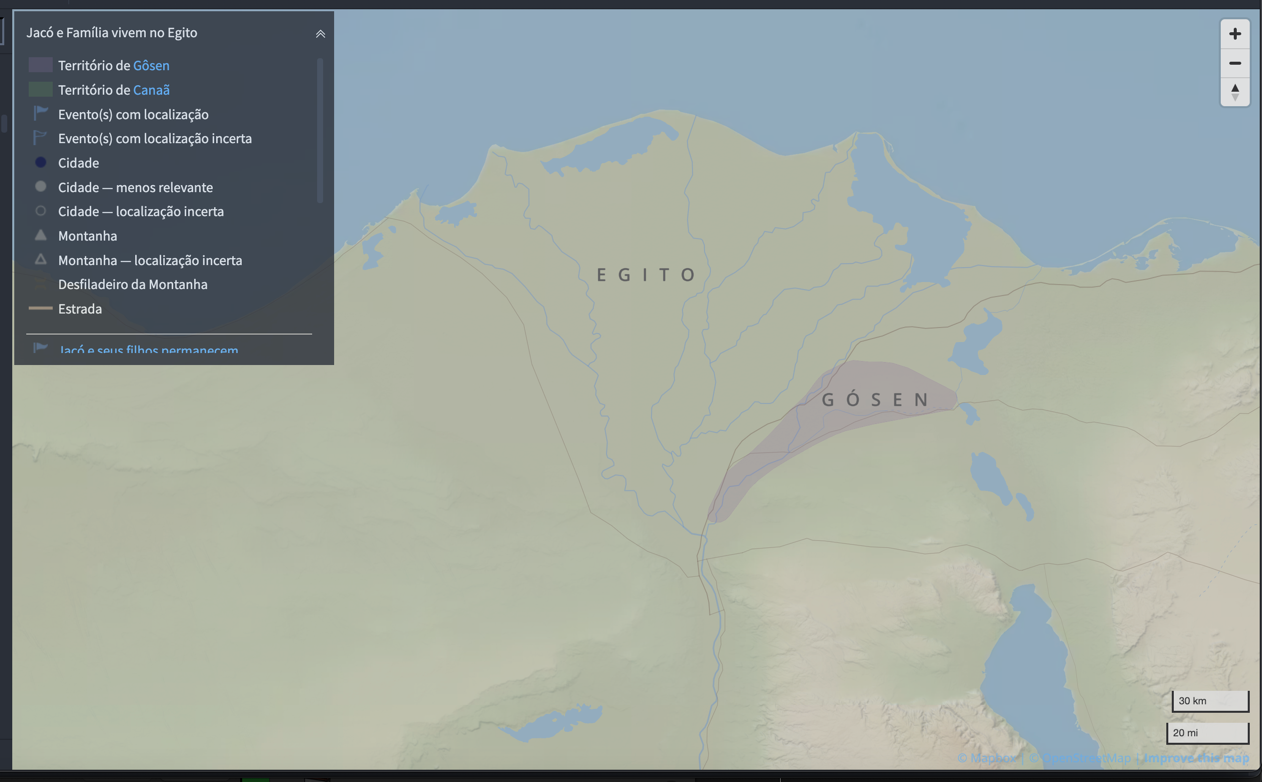 Jacó e Família vivem no Egito
Território de Gôsen
Território de Canaã
Evento(s) com localização
Evento(s) com localização incerta
Cidade
Cidade — menos relevante
Cidade — localização incerta
Montanha
Montanha — localização incerta
Desfiladeiro da Montanha
Estrada
Jacó e seus filhos permanecem
EGITO
GÓSEN
30 km
20 mi
© Mapbox | © OpenStreetMap | Improve this map